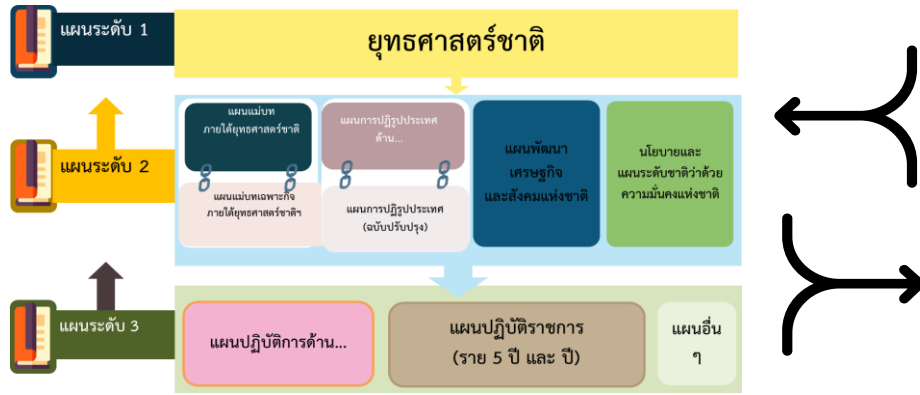 แผนระดับ 1
ยุทธศาสตร์ชาติ
แผนระดับ 2
แผนแม่บท
ภายใต้ยุทธศาสตร์ชาติ
แผนแม่บทเฉพาะกิจ
ภายใต้ยุทธศาสตร์ชาติฯ
แผนการปฏิรูปประเทศ
ด้าน...
แผนการปฏิรูปประเทศ
(ฉบับปรับปรุง)
แผนพัฒนา
เศรษฐกิจ
และสังคมแห่งชาติ
นโยบายและ
แผนระดับชาติว่าด้วย
ความมั่นคงแห่งชาติ
แผนระดับ 3
แผนปฏิบัติการด้าน...
แผนปฏิบัติราชการ
(ราย 5 ปี และ ปี)
แผนอื่น
ๆ